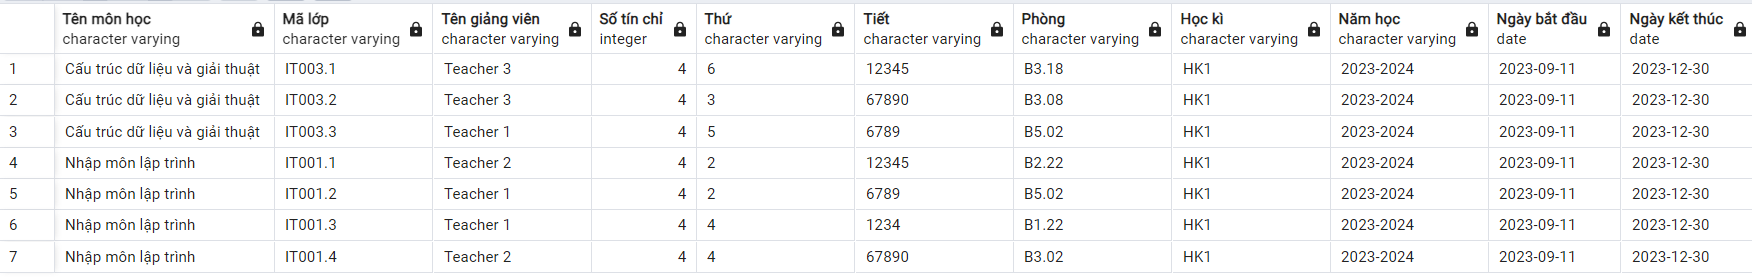 Tên môn học Mã lớp Tên giảng viên Số tín chỉ Thứ Tiết Phòng Học kì Năm học Ngày bắt đầu Ngày kết thúc
character varying character varying character varying integer character varying character varying character varying character varying character varying date date
1 Cấu trúc dữ liệu và giải thuật IT003.1 Teacher 3 4 6 12345 B3.18 HK1 2023-2024 2023-09-11 2023-12-30
2 Cấu trúc dữ liệu và giải thuật IT003.2 Teacher 3 4 3 67890 B3.08 HK1 2023-2024 2023-09-11 2023-12-30
3 Cấu trúc dữ liệu và giải thuật IT003.3 Teacher 1 4 5 6789 B5.02 HK1 2023-2024 2023-09-11 2023-12-30
4 Nhập môn lập trình IT001.1 Teacher 2 4 2 12345 B2.22 HK1 2023-2024 2023-09-11 2023-12-30
5 Nhập môn lập trình IT001.2 Teacher 1 4 2 6789 B5.02 HK1 2023-2024 2023-09-11 2023-12-30
6 Nhập môn lập trình IT001.3 Teacher 1 4 4 1234 B1.22 HK1 2023-2024 2023-09-11 2023-12-30
7 Nhập môn lập trình IT001.4 Teacher 2 4 4 67890 B3.02 HK1 2023-2024 2023-09-11 2023-12-30